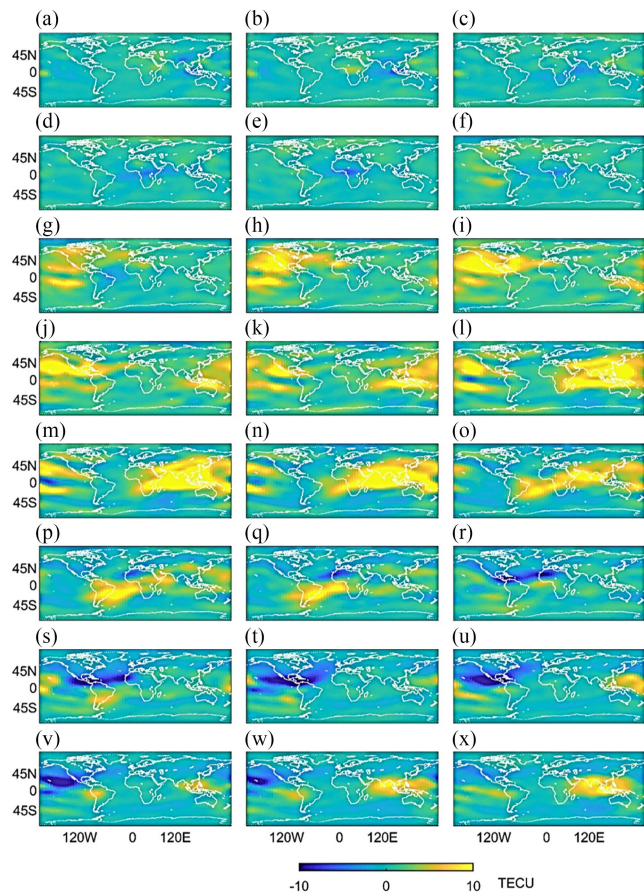 (a) (b) (c)
45N
0
45S
(d) (e) (f)
45N
0
45S
(g) (h) (i)
45N
0
45S
(j) (k) (l)
45N
0
45S
(m) (n) (o)
45N
0
45S
(p) (q) (r)
45N
0
45S
(s) (t) (u)
45N
0
45S
(v) (w) (x)
45N
0
45S
120W 0 120E 120W 0 120E 120W 0 120E
-10 0 10 TECU